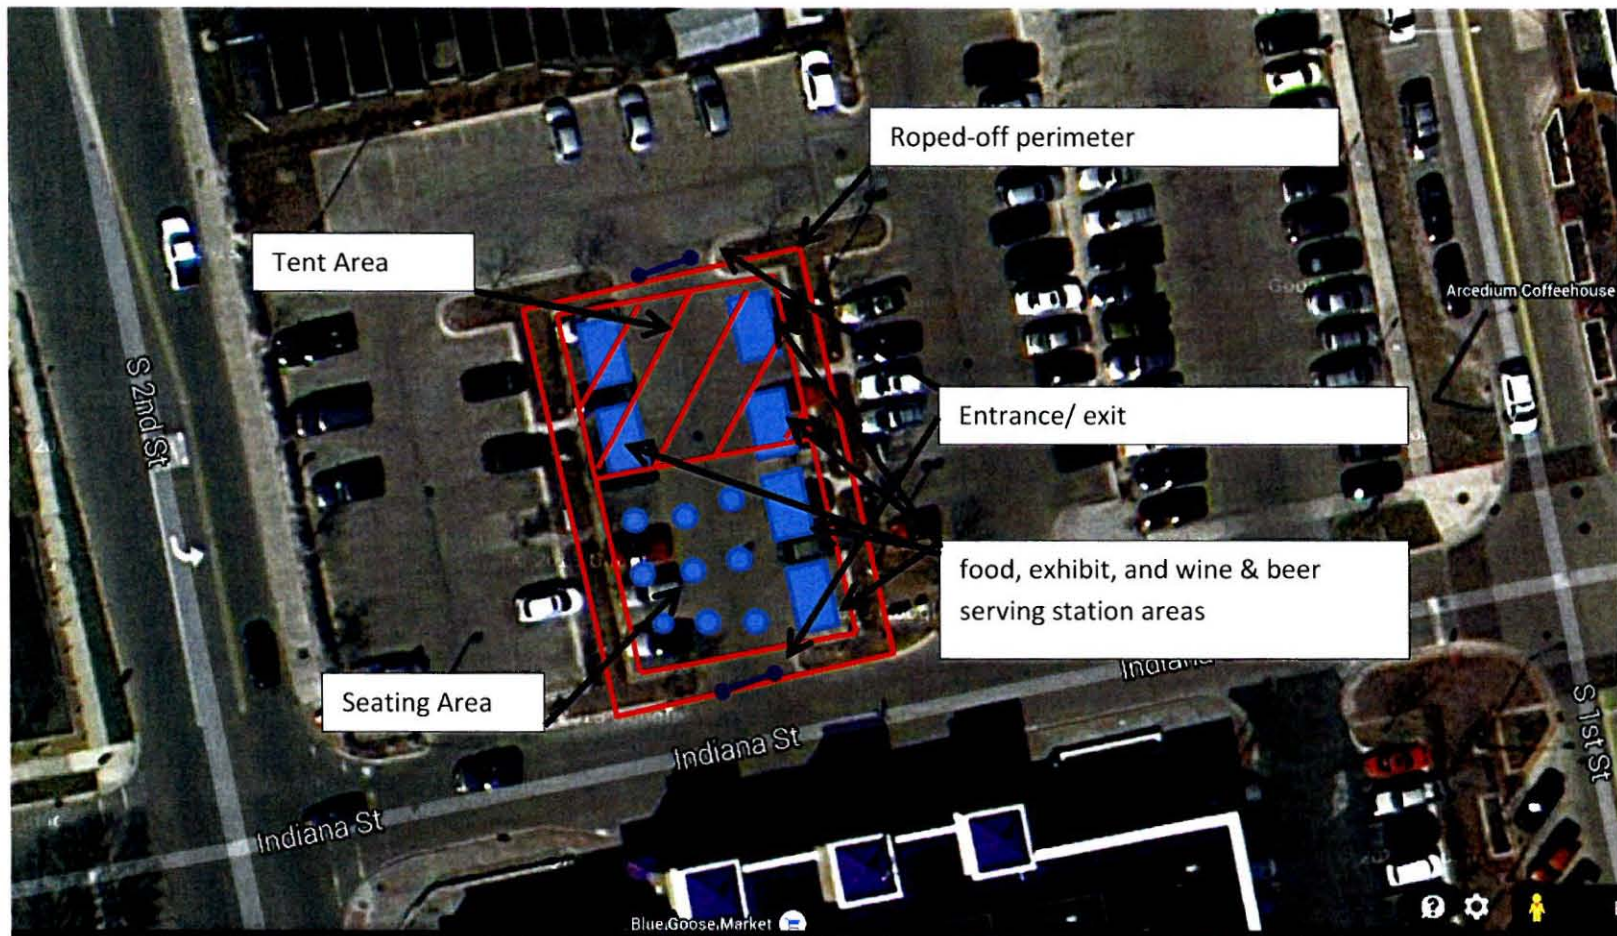 Roped-off perimeter
Tent Area
Arcedium Coffeehouse
S 2nd St
Entrance/ exit
food, exhibit, and wine & beer
serving station areas
Seating Area
Indiana
S 1st St
Indiana St
Indiana St
Blue Goose Market